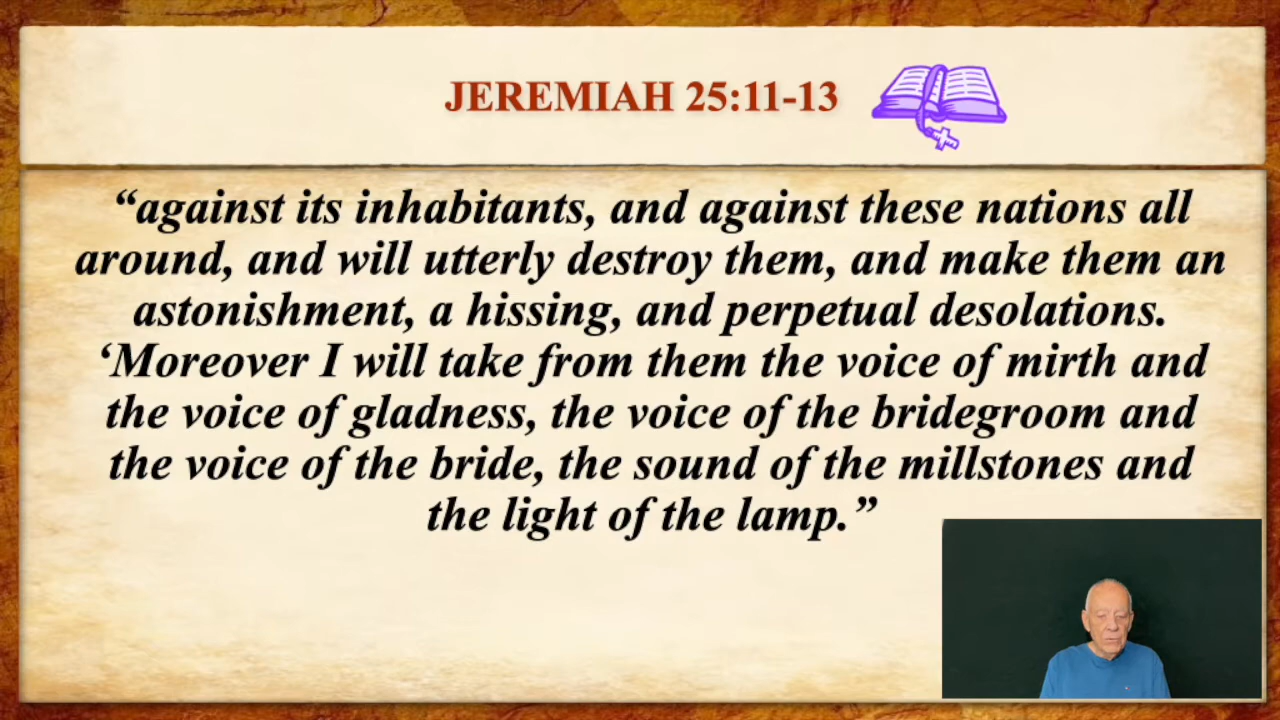 JEREMIAH 25:11-13
“against its inhabitants, and against these nations all
around, and will utterly destroy them, and make them an
astonishment, a hissing, and perpetual desolations.
‘Moreover I will take from them the voice of mirth and
the voice of gladness, the voice of the bridegroom and
the voice of the bride, the sound of the millstones and
the light of the lamp.”